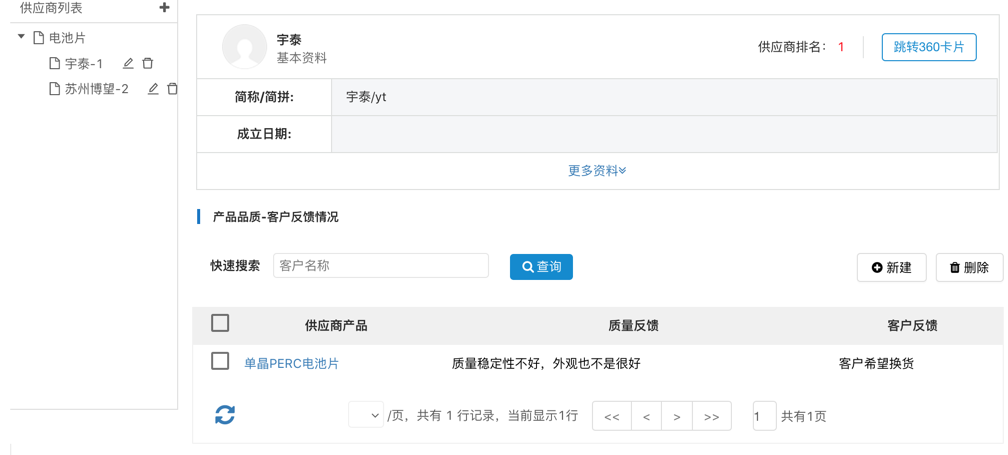 供应商列表
电池片
宇泰-1
苏州博望-2
宇泰
基本资料
供应商排名： 1
跳转360卡片
简称/简拼:
宇泰/yt
成立日期:
更多资料
产品品质-客户反馈情况
快速搜索
客户名称
查询
新建
删除
供应商产品 质量反馈 客户反馈
单晶PERC电池片 质量稳定性不好，外观也不是很好 客户希望换货
/页，共有 1 行记录，当前显示1行 << < > >> 1 共有1页